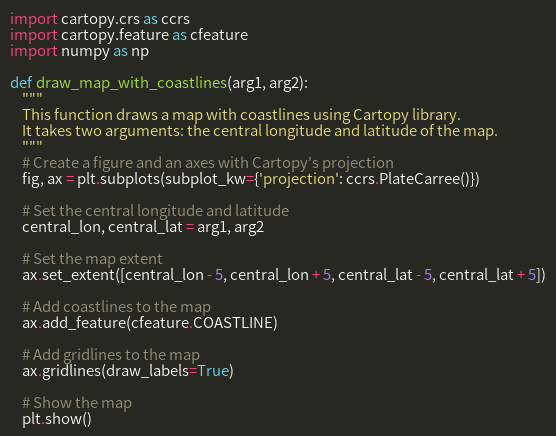 import cartopy.crs as ccrs
import cartopy.feature as cfeature
import numpy as np

def draw_map_with_coastlines(arg1, arg2):
    """
    This function draws a map with coastlines using Cartopy library.
    It takes two arguments: the central longitude and latitude of the map.
    """
    # Create a figure and an axes with Cartopy's projection
    fig, ax = plt.subplots(subplot_kw={'projection': ccrs.PlateCarree()})

    # Set the central longitude and latitude
    central_lon, central_lat = arg1, arg2

    # Set the map extent
    ax.set_extent([central_lon - 5, central_lon + 5, central_lat - 5, central_lat + 5])

    # Add coastlines to the map
    ax.add_feature(cfeature.COASTLINE)

    # Add gridlines to the map
    ax.gridlines(draw_labels=True)

    # Show the map
    plt.show()